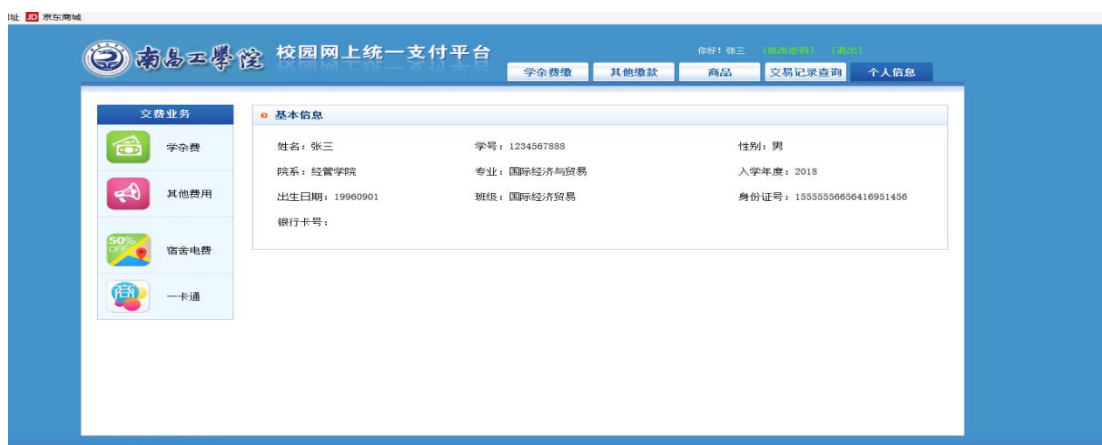 址 JD 京东商城
南昌工學院 校园网上统一支付平台
你好！张三 [修改密码] [退出]
学杂费缴 其他缴款 商品 交易记录查询 个人信息
交费业务
学杂费
其他费用
50%
OFF
宿舍电费
商
一卡通
基本信息
姓名：张三 学号：1234567888 性别：男
院系：经管学院 专业：国际经济与贸易 入学年度：2018
出生日期：19960901 班级：国际经济贸易 身份证号：15555556656416951456
银行卡号：